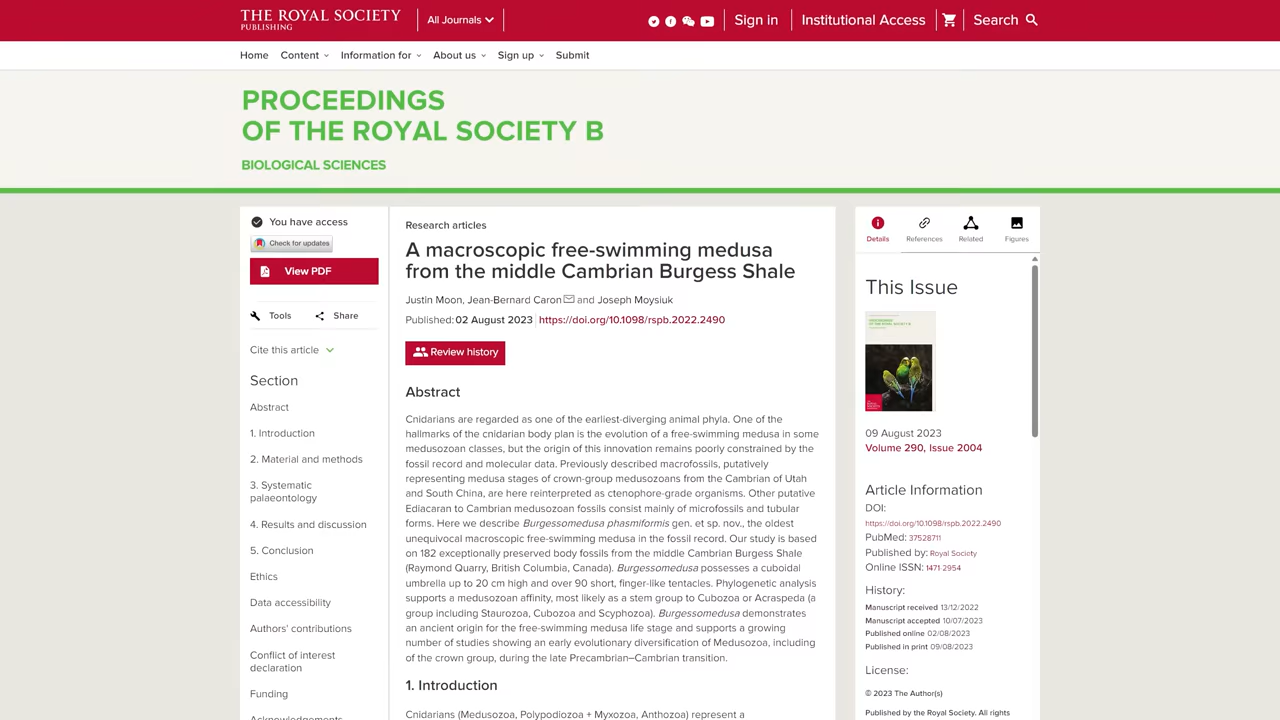 THE ROYAL SOCIETY
PUBLISHING
All Journals
Sign in
Institutional Access
Search
Home
Content
Information for
About us
Sign up
Submit
PROCEEDINGS
OF THE ROYAL SOCIETY B
BIOLOGICAL SCIENCES
You have access
Check for updates
View PDF
Tools
Share
Cite this article
Section
Abstract
1. Introduction
2. Material and methods
3. Systematic
palaeontology
4. Results and discussion
5. Conclusion
Ethics
Data accessibility
Authors' contributions
Conflict of interest
declaration
Funding
Acknowledgments
Research articles
A macroscopic free-swimming medusa
from the middle Cambrian Burgess Shale
Justin Moon, Jean-Bernard Caron and Joseph Moysiuk
Published: 02 August 2023 https://doi.org/10.1098/rspb.2022.2490
Review history
Abstract
Cnidarians are regarded as one of the earliest-diverging animal phyla. One of the
hallmarks of the cnidarian body plan is the evolution of a free-swimming medusa in some
medusozoan classes, but the origin of this innovation remains poorly constrained by the
fossil record and molecular data. Previously described macrofossils, putatively
representing medusa stages of crown-group medusozoans from the Cambrian of Utah
and South China, are here reinterpreted as ctenophore-grade organisms. Other putative
Ediacaran to Cambrian medusozoan fossils consist mainly of microfossils and tubular
forms. Here we describe Burgessomedusa phasmiformis gen. et sp. nov., the oldest
unequivocal macroscopic free-swimming medusa in the fossil record. Our study is based
on 182 exceptionally preserved body fossils from the middle Cambrian Burgess Shale
(Raymond Quarry, British Columbia, Canada). Burgessomedusa possesses a cuboidal
umbrella up to 20 cm high and over 90 short, finger-like tentacles. Phylogenetic analysis
supports a medusozoan affinity, most likely as a stem group to Cubozoa or Acraspeda (a
group including Staurozoa, Cubozoa and Scyphozoa). Burgessomedusa demonstrates
an ancient origin for the free-swimming medusa life stage and supports a growing
number of studies showing an early evolutionary diversification of Medusozoa, including
of the crown group, during the late Precambrian–Cambrian transition.
1. Introduction
Cnidarians (Medusozoa, Polypodiozoa + Myxozoa, Anthozoa) represent a
Details
References
Related
Figures
This Issue
09 August 2023
Volume 290, Issue 2004
Article Information
DOI:
https://doi.org/10.1098/rspb.2022.2490
PubMed: 37528711
Published by: Royal Society
Online ISSN: 1471-2954
History:
Manuscript received 13/12/2022
Manuscript accepted 10/07/2023
Published online 02/08/2023
Published in print 09/08/2023
License:
© 2023 The Author(s)
Published by the Royal Society. All rights